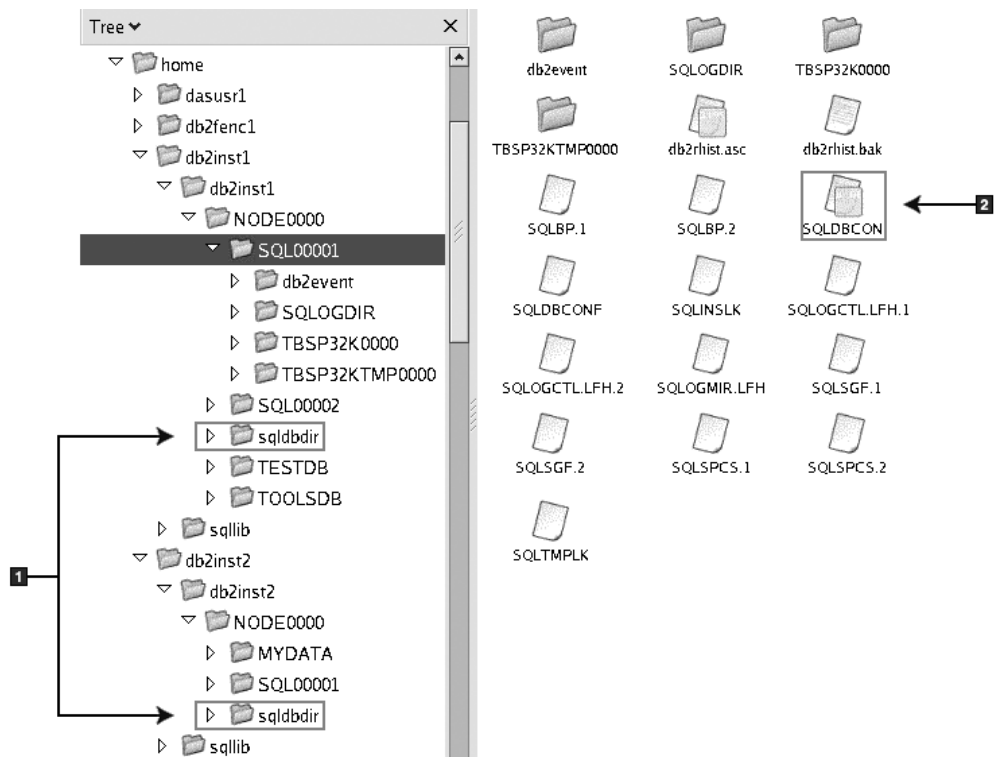 Tree
home
dasusr1
db2fenc1
db2inst1
db2inst1
NODE0000
SQL00001
db2event
SQLOGDIR
TBSP32K0000
TBSP32KTMP0000
SQL00002
sqldbdir
TESTDB
TOOLSDB
sqllib
db2inst2
db2inst2
NODE0000
MYDATA
SQL00001
sqldbdir
sqllib
1
db2event SQLOGDIR TBSP32K0000
TBSP32KTMP0000 db2rhist.asc db2rhist.bak
SQLBP.1 SQLBP.2 SQLDBCON
2
SQLDBCONF SQLINSLK SQLOGCTL.LFH.1
SQLOGCTL.LFH.2 SQLOGMIR.LFH SQLSGF.1
SQLSGF.2 SQLSPCS.1 SQLSPCS.2
SQLTMPLK